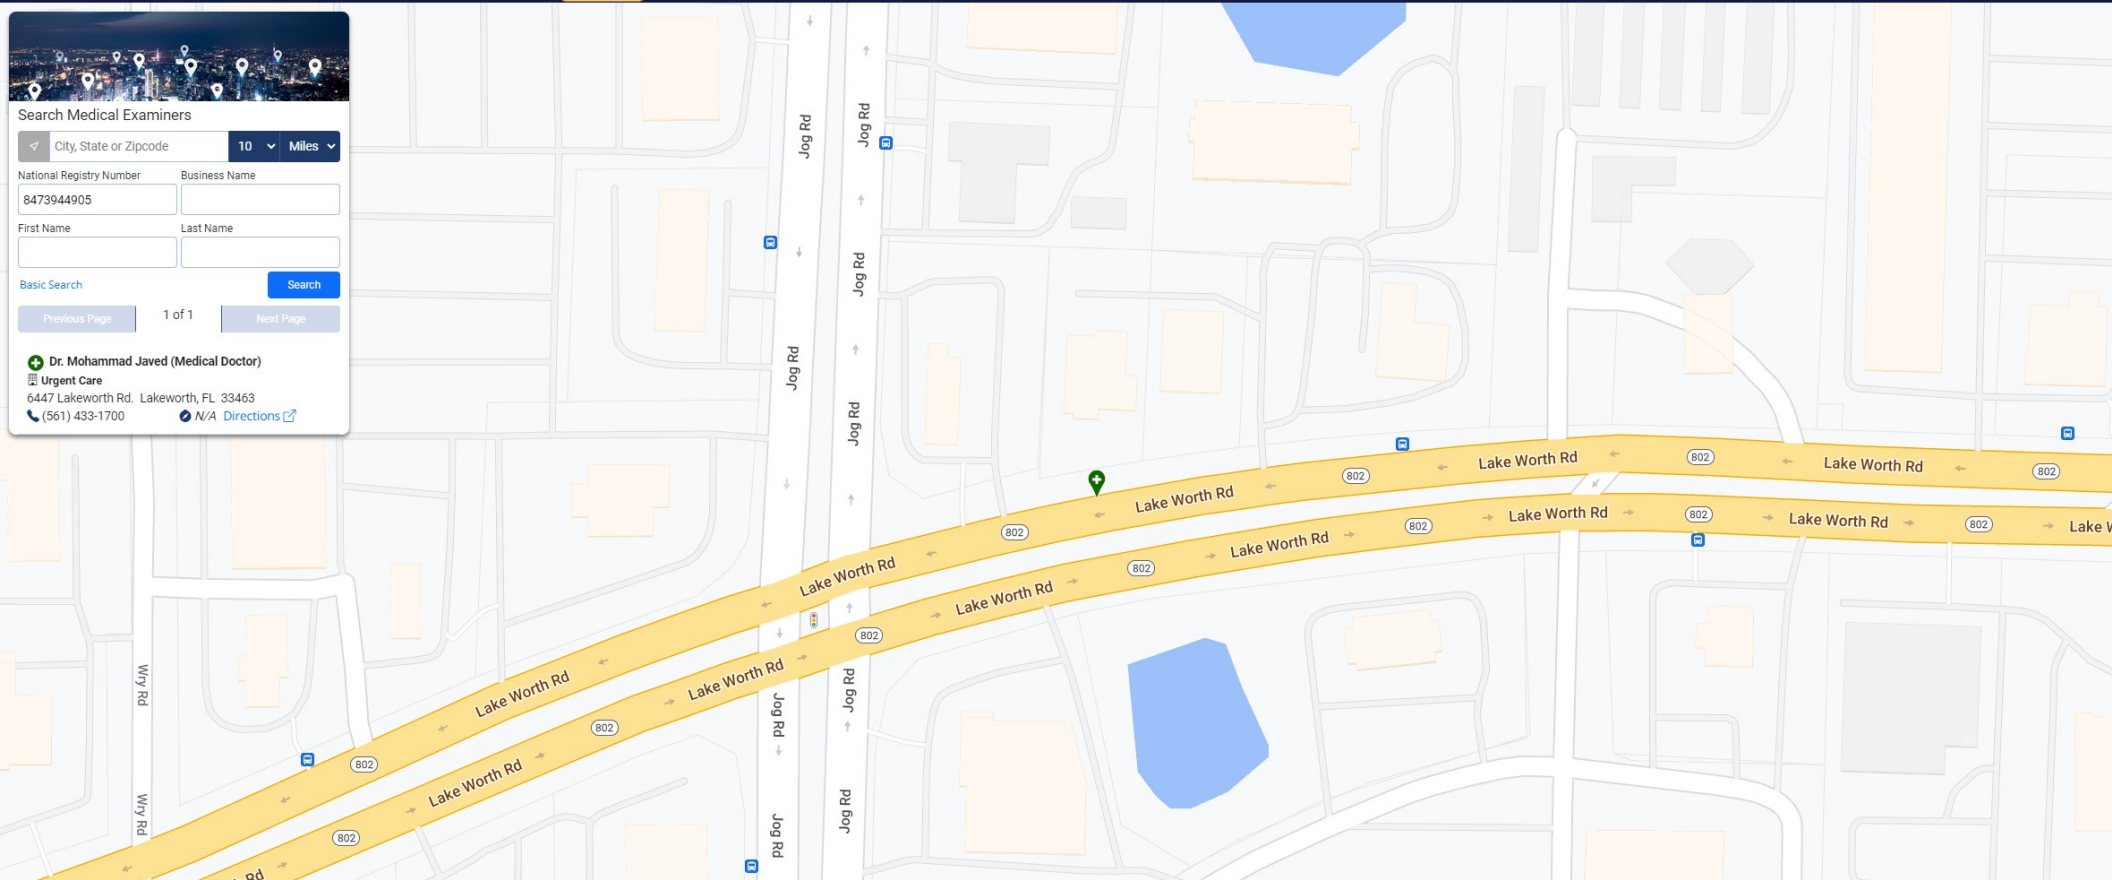 Search Medical Examiners
City, State or Zipcode 10 Miles
National Registry Number Business Name
8473944905
First Name Last Name
Basic Search Search
Previous Page 1 of 1 Next Page
Dr. Mohammad Javed (Medical Doctor)
Urgent Care
6447 Lakeworth Rd. Lakeworth, FL 33463
(561) 433-1700 N/A Directions
Jog Rd
Jog Rd
Jog Rd
Jog Rd
Jog Rd
Lake Worth Rd
802
Lake Worth Rd
802
Lake Worth Rd
802
Lake Worth Rd
802
Lake Worth Rd
802
Lake Worth Rd
802
Lake Worth Rd
802
Lake Worth Rd
802
Lake W
Lake Worth Rd
802
Lake Worth Rd
802
Lake Worth Rd
802
Lake Worth Rd
802
Rd
Wry Rd
Wry Rd
Jog Rd
Jog Rd
Jog Rd
Jog Rd